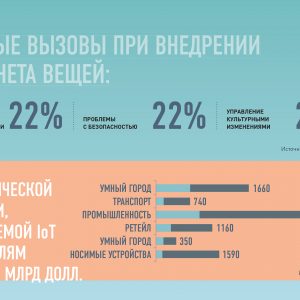 ЫЕ ВЫЗОВЫ ПРИ ВНЕДРЕНИИ
НЕТА ВЕЩЕЙ:
И 22% ПРОБЛЕМЫ С БЕЗОПАСНОСТЬЮ 22% УПРАВЛЕНИЕ КУЛЬТУРНЫМИ ИЗМЕНЕНИЯМИ 2
Источн
ИЧЕСКОЙ
И,
ЕМОЙ IoT
ЛЯМ
МЛРД ДОЛЛ.
УМНЫЙ ГОРОД 1660
ТРАНСПОРТ 740
ПРОМЫШЛЕННОСТЬ
РЕТЕЙЛ 1160
УМНЫЙ ГОРОД 350
НОСИМЫЕ УСТРОЙСТВА 1590